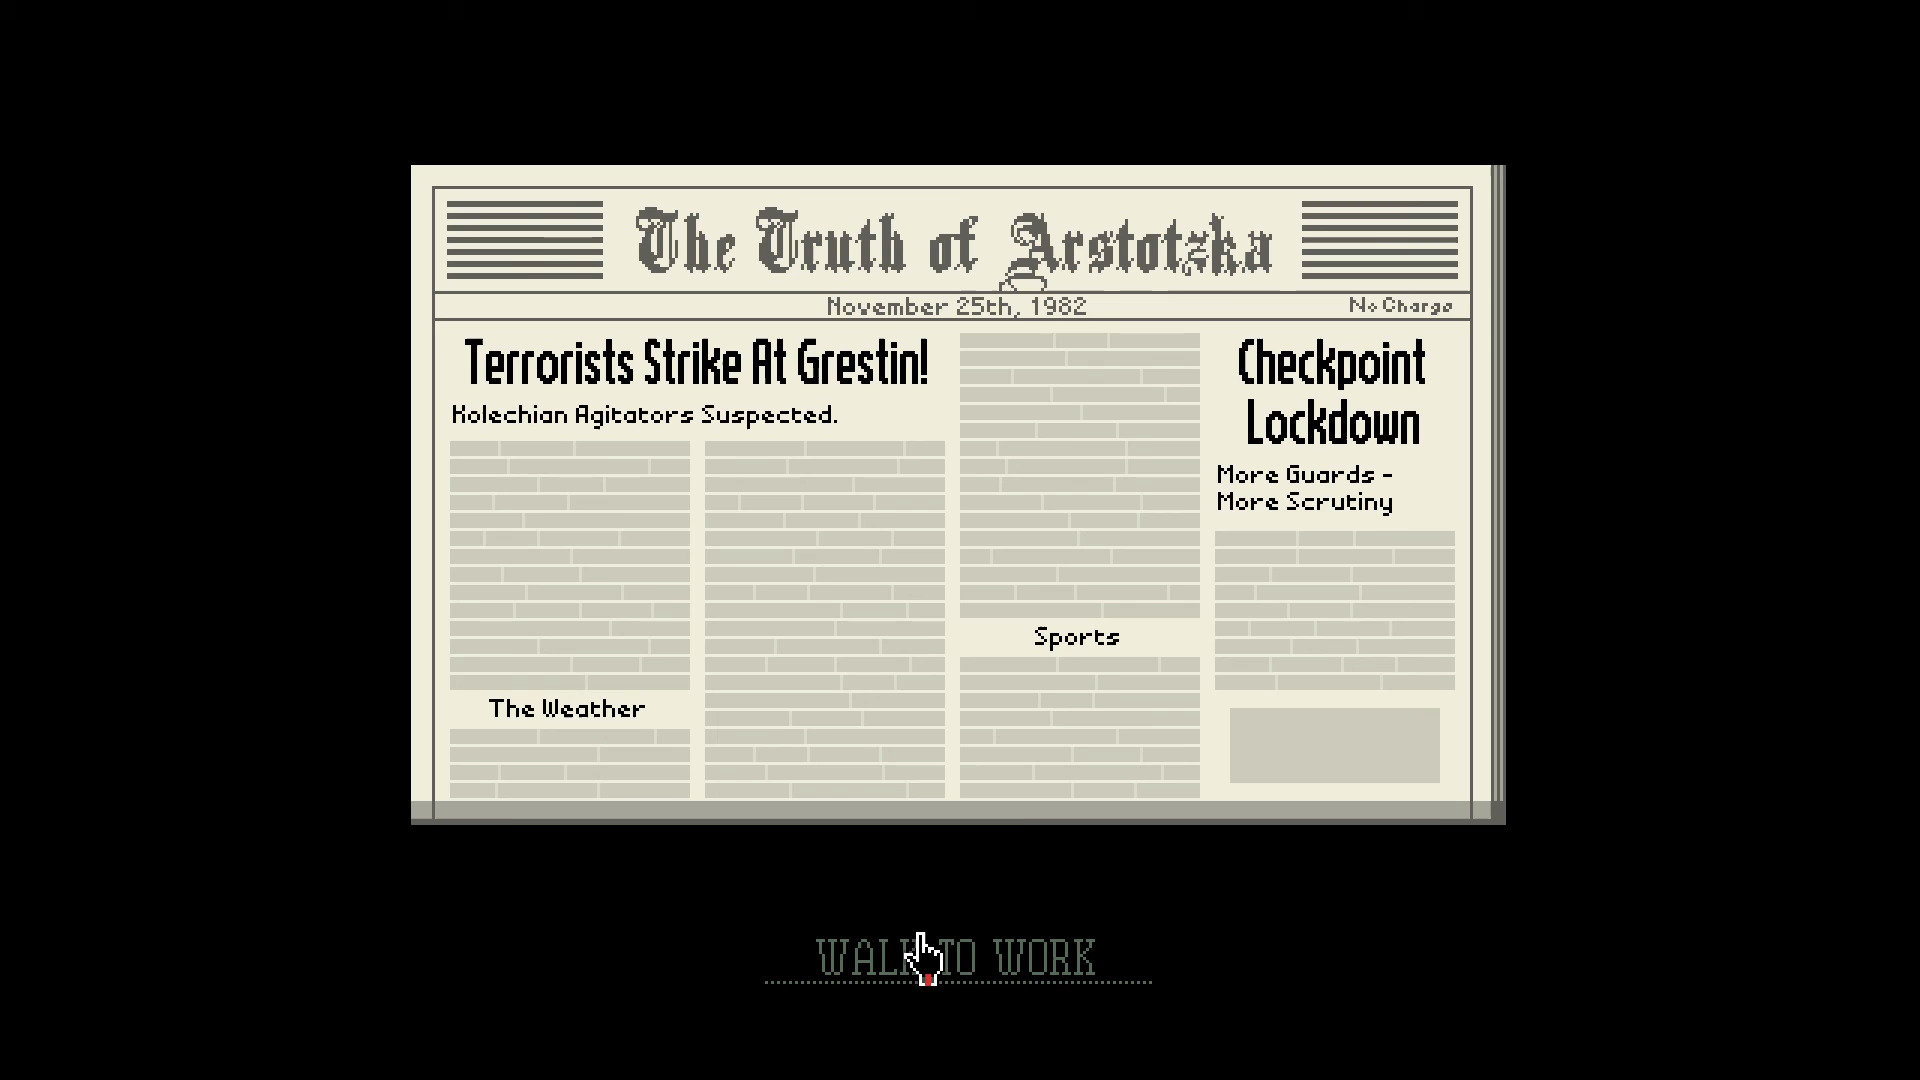 The Truth of Arstotzka
November 25th, 1982
No Charge
Terrorists Strike At Grestin!
Kolechian Agitators Suspected.
The Weather
Sports
Checkpoint
Lockdown
More Guards -
More Scrutiny
WALK TO WORK